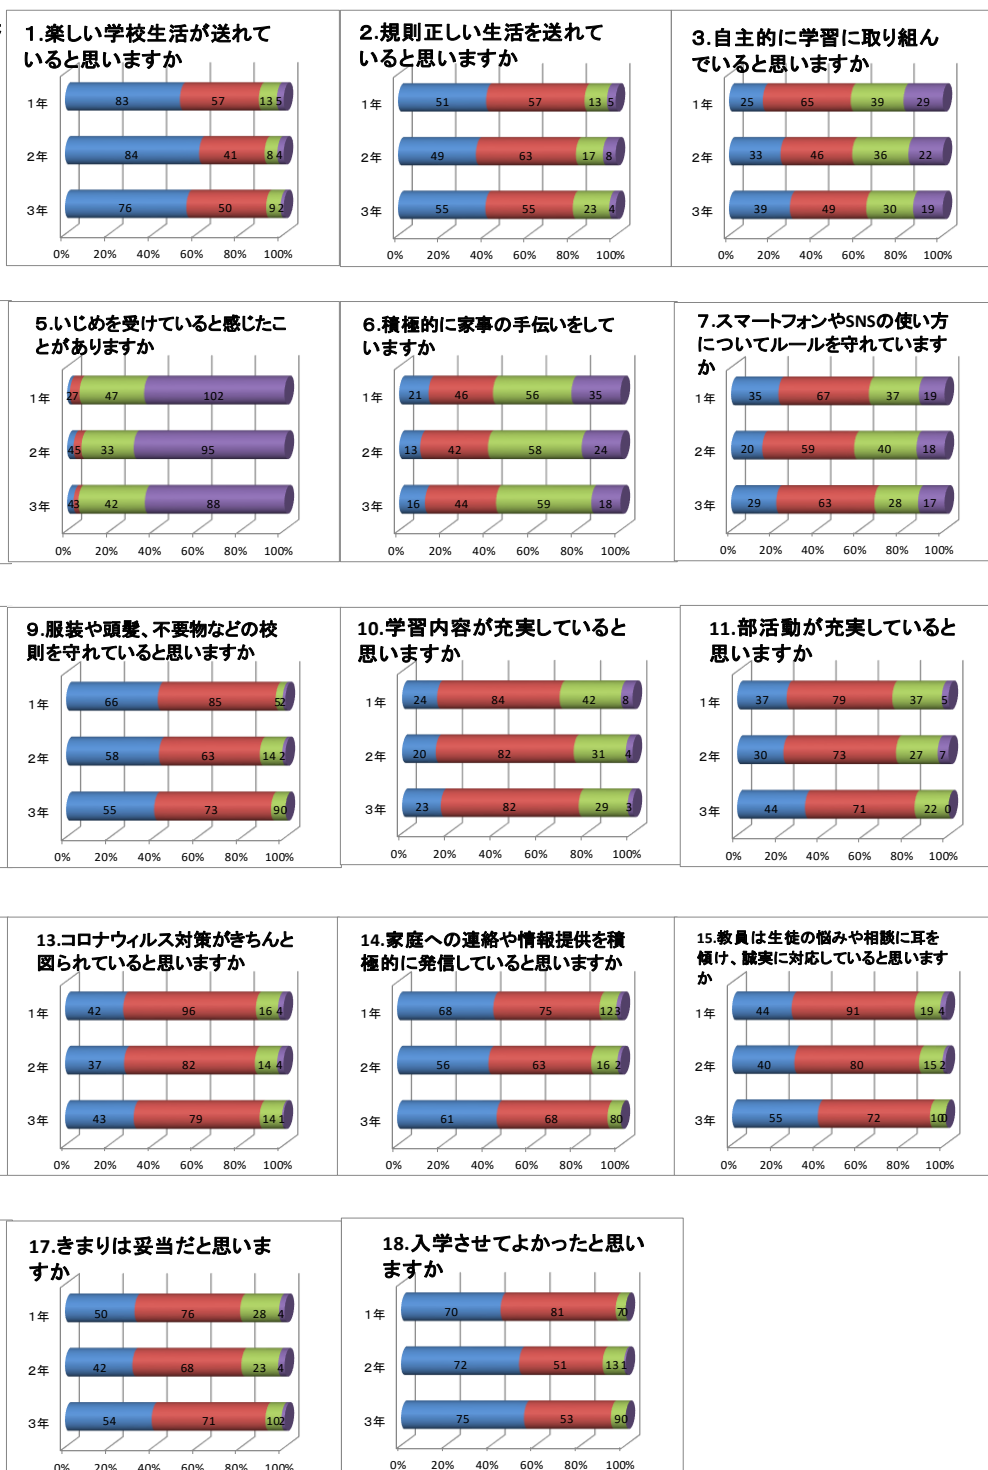 1.楽しい学校生活が送れて
いると思いますか
1年
83 57 13 5
2年
84 41 8 4
3年
76 50 9 2
0% 20% 40% 60% 80% 100%
2.規則正しい生活を送れて
いると思いますか
1年
51 57 13 5
2年
49 63 17 8
3年
55 55 23 4
0% 20% 40% 60% 80% 100%
3.自主的に学習に取り組ん
でいると思いますか
1年
25 65 39 29
2年
33 46 36 22
3年
39 49 30 19
0% 20% 40% 60% 80% 100%
5.いじめを受けていると感じたこ
とがありますか
1年
2 7 47 102
2年
4 5 33 95
3年
4 3 42 88
0% 20% 40% 60% 80% 100%
6.積極的に家事の手伝いをして
いますか
1年
21 46 56 35
2年
13 42 58 24
3年
16 44 59 18
0% 20% 40% 60% 80% 100%
7.スマートフォンやSNSの使い方
についてルールを守れています
か
1年
35 67 37 19
2年
20 59 40 18
3年
29 63 28 17
0% 20% 40% 60% 80% 100%
9.服装や頭髪、不要物などの校
則を守れていると思いますか
1年
66 85 5 2
2年
58 63 14 2
3年
55 73 9 0
0% 20% 40% 60% 80% 100%
10.学習内容が充実していると
思いますか
1年
24 84 42 8
2年
20 82 31 4
3年
23 82 29 3
0% 20% 40% 60% 80% 100%
11.部活動が充実していると
思いますか
1年
37 79 37 5
2年
30 73 27 7
3年
44 71 22 0
0% 20% 40% 60% 80% 100%
13.コロナウィルス対策がきちんと
図られていると思いますか
1年
42 96 16 4
2年
37 82 14 4
3年
43 79 14 1
0% 20% 40% 60% 80% 100%
14.家庭への連絡や情報提供を積
極的に発信していると思いますか
1年
68 75 12 3
2年
56 63 16 2
3年
61 68 8 0
0% 20% 40% 60% 80% 100%
15.教員は生徒の悩みや相談に耳を
傾け、誠実に対応していると思います
か
1年
44 91 19 4
2年
40 80 15 2
3年
55 72 10 0
0% 20% 40% 60% 80% 100%
17.きまりは妥当だと思いま
すか
1年
50 76 28 4
2年
42 68 23 4
3年
54 71 10 2
0% 20% 40% 60% 80% 100%
18.入学させてよかったと思い
ますか
1年
70 81 7 0
2年
72 51 13 1
3年
75 53 9 0
0% 20% 40% 60% 80% 100%